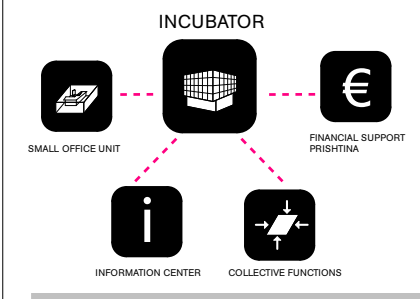 INCUBATOR
€
SMALL OFFICE UNIT
FINANCIAL SUPPORT
PRISHTINA
i
INFORMATION CENTER
COLLECTIVE FUNCTIONS